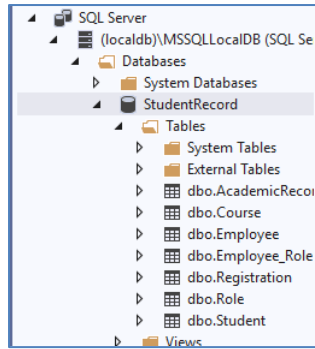 SQL Server
(localdb)\MSSQLLocalDB (SQL Se
Databases
System Databases
StudentRecord
Tables
System Tables
External Tables
dbo.AcademicRecor
dbo.Course
dbo.Employee
dbo.Employee_Role
dbo.Registration
dbo.Role
dbo.Student
Views